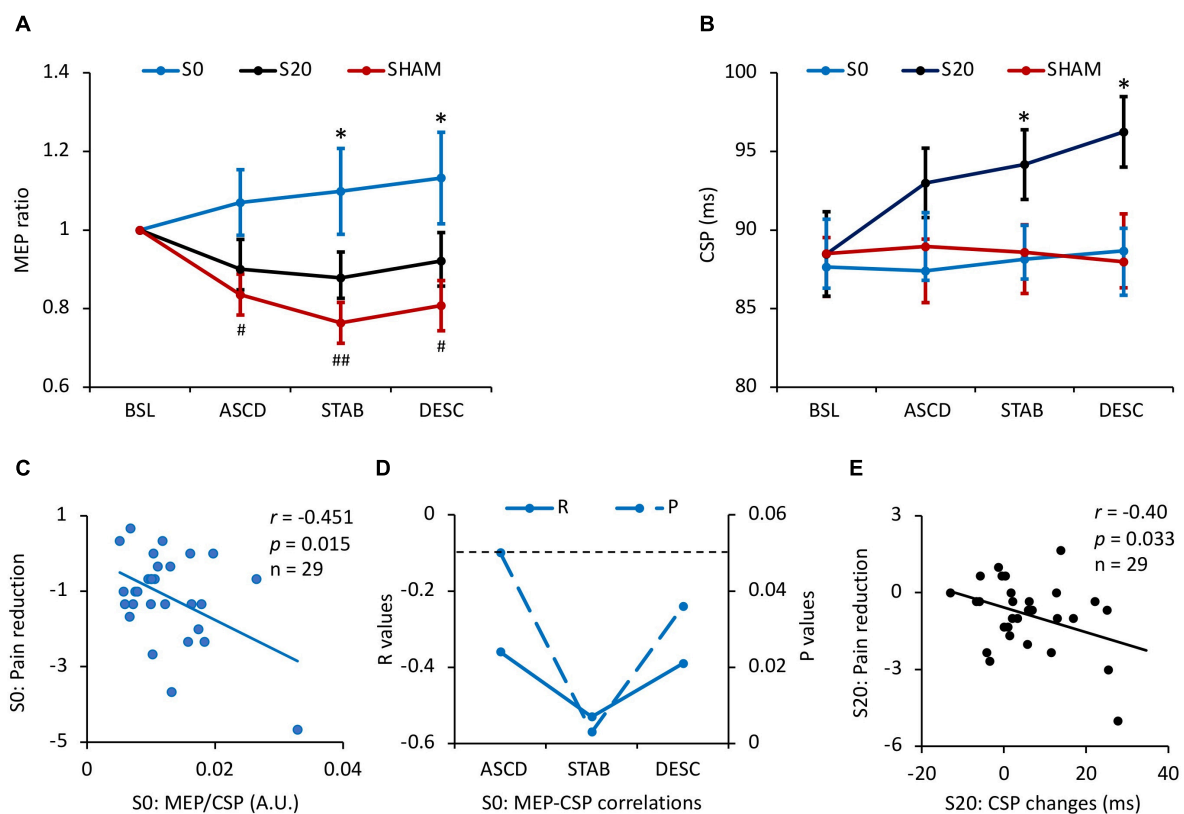 A
S0 S20 SHAM
1.4
1.2
1
0.8
0.6
MEP ratio
* *
# ## #
BSL ASCD STAB DESC
B
S0 S20 SHAM
100
95
90
85
80
CSP (ms)
* *
BSL ASCD STAB DESC
C
r = -0.451
p = 0.015
n = 29
1
-1
-3
-5
S0: Pain reduction
0 0.02 0.04
S0: MEP/CSP (A.U.)
D
R P
0
-0.2
-0.4
-0.6
R values
0.06
0.04
0.02
0
P values
ASCD STAB DESC
S0: MEP-CSP correlations
E
r = -0.40
p = 0.033
n = 29
3
0
-3
-6
S20: Pain reduction
-20 0 20 40
S20: CSP changes (ms)